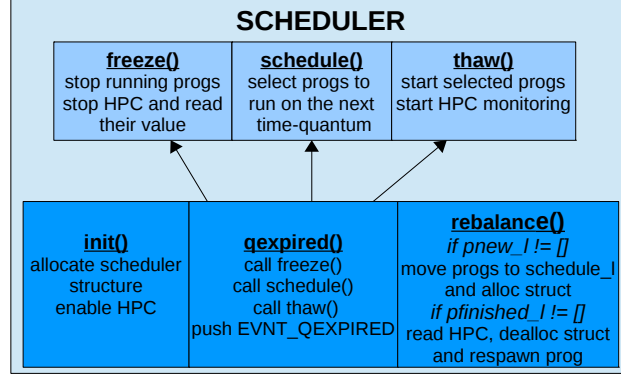 SCHEDULER
freeze()
stop running progs
stop HPC and read
their value
schedule()
select progs to
run on the next
time-quantum
thaw()
start selected progs
start HPC monitoring
init()
allocate scheduler
structure
enable HPC
qexpired()
call freeze()
call schedule()
call thaw()
push EVNT_QEXPIRED
rebalance()
if pnew_l != []
move progs to schedule_l
and alloc struct
if pfinished_l != []
read HPC, dealloc struct
and respawn prog